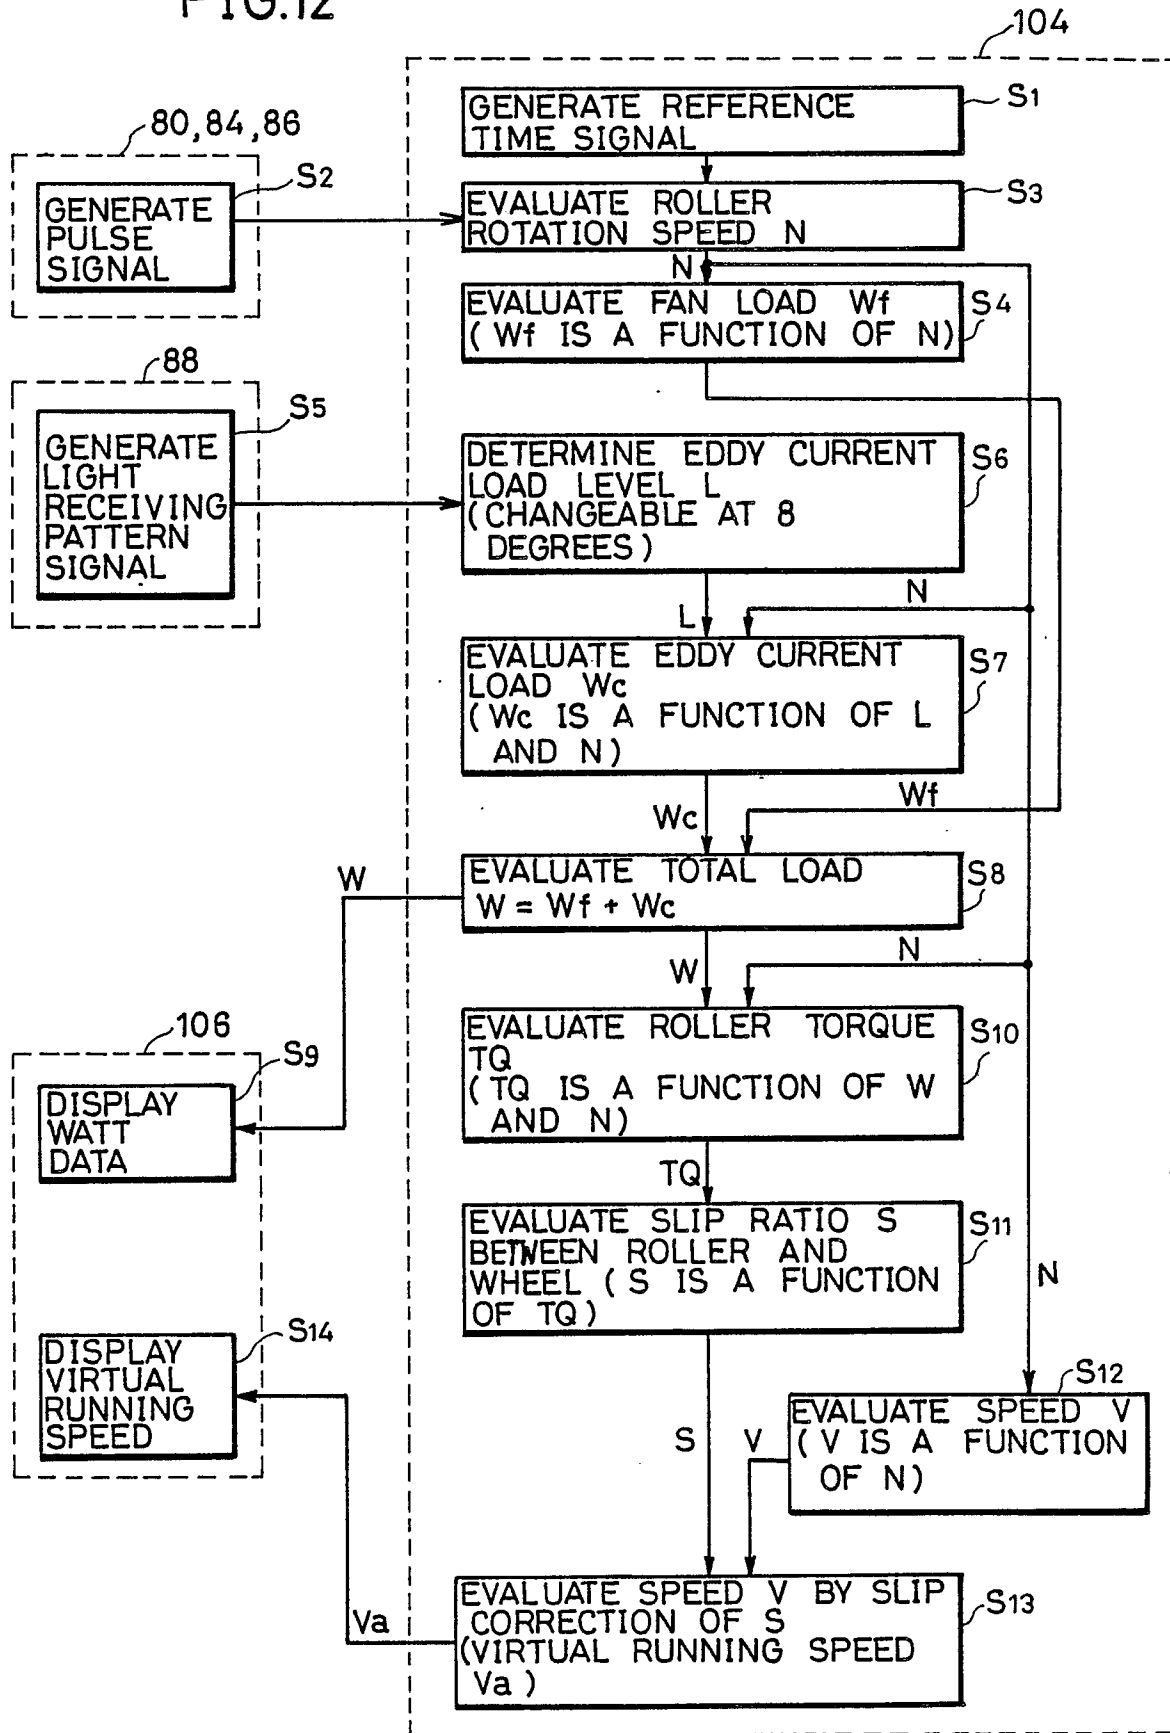 FIG.12
104
GENERATE REFERENCE
TIME SIGNAL
S1
80,84,86
S2
GENERATE
PULSE
SIGNAL
EVALUATE ROLLER
ROTATION SPEED N
S3
N
EVALUATE FAN LOAD Wf
(Wf IS A FUNCTION OF N)
S4
88
S5
GENERATE
LIGHT
RECEIVING
PATTERN
SIGNAL
DETERMINE EDDY CURRENT
LOAD LEVEL L
(CHANGEABLE AT 8
DEGREES)
S6
L
N
EVALUATE EDDY CURRENT
LOAD Wc
(Wc IS A FUNCTION OF L
AND N)
S7
Wc
Wf
EVALUATE TOTAL LOAD
W = Wf + Wc
S8
W
W
N
EVALUATE ROLLER TORQUE
TQ
(TQ IS A FUNCTION OF W
AND N)
S10
106
S9
DISPLAY
WATT
DATA
TQ
EVALUATE SLIP RATIO S
BETWEEN ROLLER AND
WHEEL (S IS A FUNCTION
OF TQ)
S11
N
S14
DISPLAY
VIRTUAL
RUNNING
SPEED
S12
EVALUATE SPEED V
(V IS A FUNCTION
OF N)
S
V
EVALUATE SPEED V BY SLIP
CORRECTION OF S
(VIRTUAL RUNNING SPEED
Va)
S13
Va